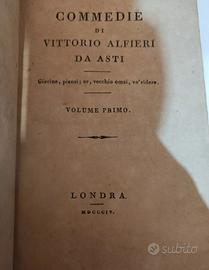 COMMEDIE
DI
VITTORIO ALFIERI
DA ASTI
Giovine, piansi; or, vecchio omai, vo' ridere.
VOLUME PRIMO.
LONDRA
MDCCCIV.
subito